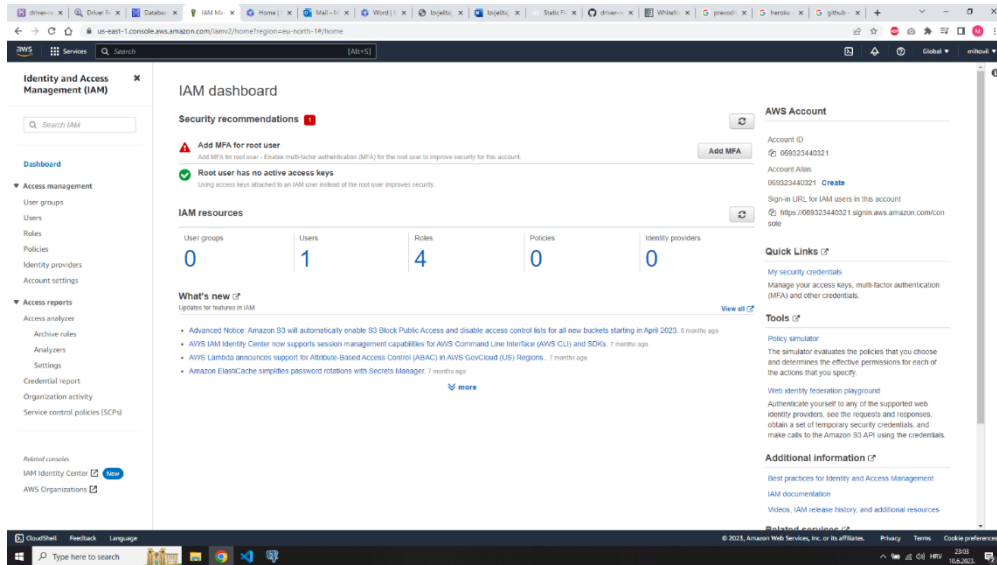 driver-
Driver Fi
Databas
IAM Ma
Home |
Mail - M
Word |
Izvještaj
Izvještaj
Static Fi
driver-
G prevodi
G heroku
G github
us-east-1.console.aws.amazon.com/iamv2/home?region=eu-north-1#/home
aws Services Search [Alt+S] Global mihovil
Identity and Access
Management (IAM)
Search IAM
Dashboard
Access management
User groups
Users
Roles
Policies
Identity providers
Account settings
Access reports
Access analyzer
Archive rules
Analyzers
Settings
Credential report
Organization activity
Service control policies (SCPs)
Related consoles
IAM Identity Center New
AWS Organizations
IAM dashboard
Security recommendations 1
Add MFA for root user
Add MFA for root user - Enable multi-factor authentication (MFA) for the root user to improve security for this account.
Add MFA
Root user has no active access keys
Using access keys attached to an IAM user instead of the root user improves security.
IAM resources
User groups Users Roles Policies Identity providers
0 1 4 0 0
What's new
Updates for features in IAM
View all
Advanced Notice: Amazon S3 will automatically enable S3 Block Public Access and disable access control lists for all new buckets starting in April 2023. 6 months ago
AWS IAM Identity Center now supports session management capabilities for AWS Command Line Interface (AWS CLI) and SDKs. 7 months ago
AWS Lambda announces support for Attribute-Based Access Control (ABAC) in AWS GovCloud (US) Regions. 7 months ago
Amazon ElastiCache simplifies password rotations with Secrets Manager. 7 months ago
more
AWS Account
Account ID
069323440321
Account Alias
069323440321 Create
Sign-in URL for IAM users in this account
https://069323440321.signin.aws.amazon.com/con
sole
Quick Links
My security credentials
Manage your access keys, multi-factor authentication
(MFA) and other credentials.
Tools
Policy simulator
The simulator evaluates the policies that you choose
and determines the effective permissions for each of
the actions that you specify.
Web identity federation playground
Authenticate yourself to any of the supported web
identity providers, see the requests and responses,
obtain a set of temporary security credentials, and
make calls to the Amazon S3 API using the credentials.
Additional information
Best practices for Identity and Access Management
IAM documentation
Videos, IAM release history, and additional resources
Related services
CloudShell Feedback Language
© 2023, Amazon Web Services, Inc. or its affiliates. Privacy Terms Cookie preferences
Type here to search
HRV
23:03
10.6.2023.